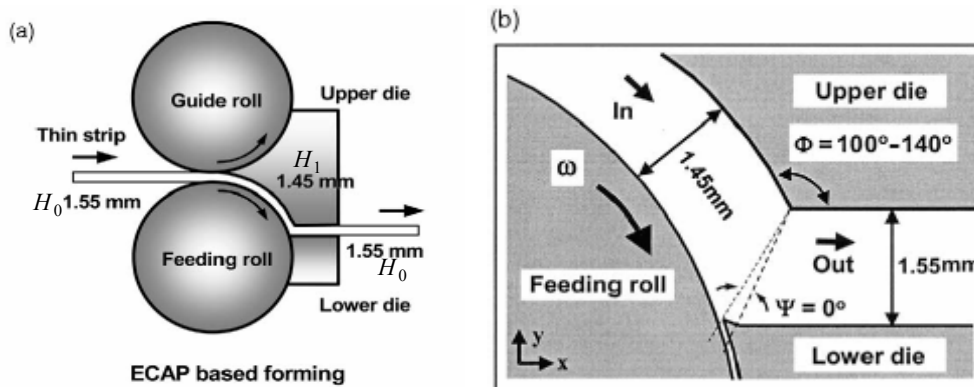 (a)
Guide roll
Upper die
Thin strip
H₁
1.45 mm
H₀ 1.55 mm
1.55 mm
H₀
Feeding roll
Lower die
ECAP based forming
(b)
In
Upper die
Φ = 100°-140°
1.45mm
ω
Out
1.55mm
Feeding roll
Ψ = 0°
y
x
Lower die